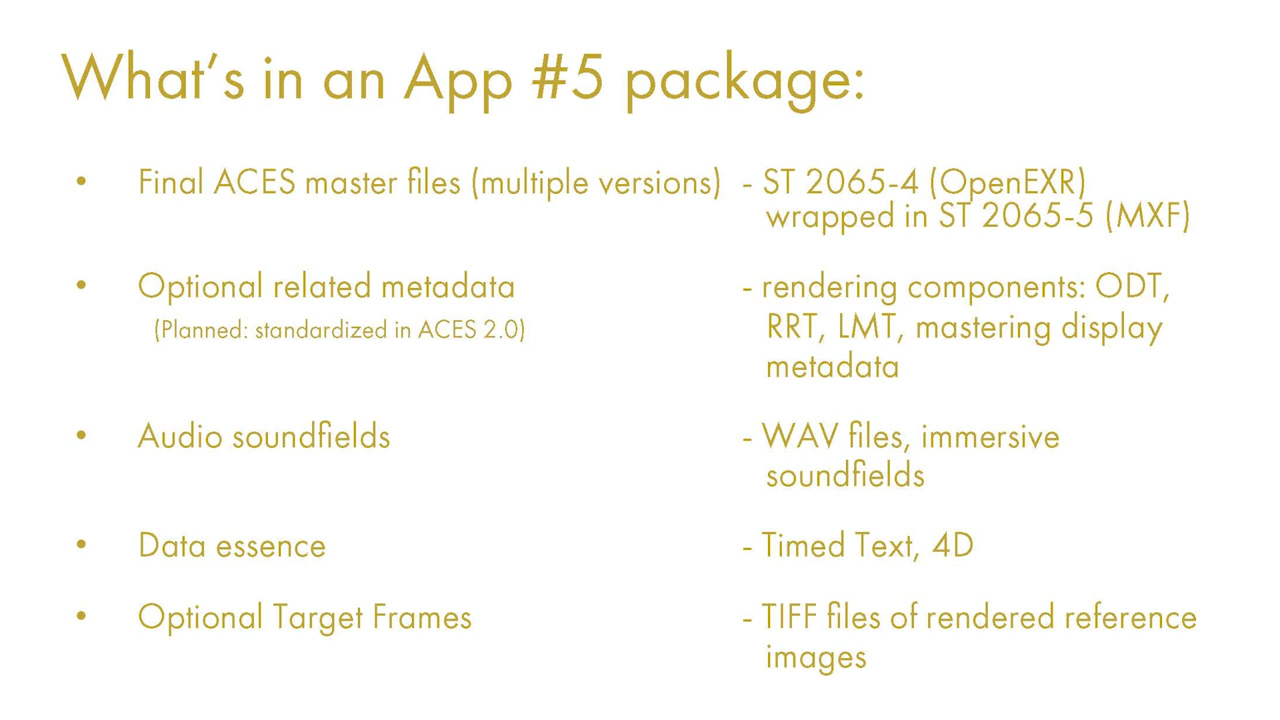 What's in an App #5 package:
• Final ACES master files (multiple versions) - ST 2065-4 (OpenEXR)
wrapped in ST 2065-5 (MXF)
• Optional related metadata - rendering components: ODT,
(Planned: standardized in ACES 2.0) RRT, LMT, mastering display
metadata
• Audio soundfields - WAV files, immersive
soundfields
• Data essence - Timed Text, 4D
• Optional Target Frames - TIFF files of rendered reference
images